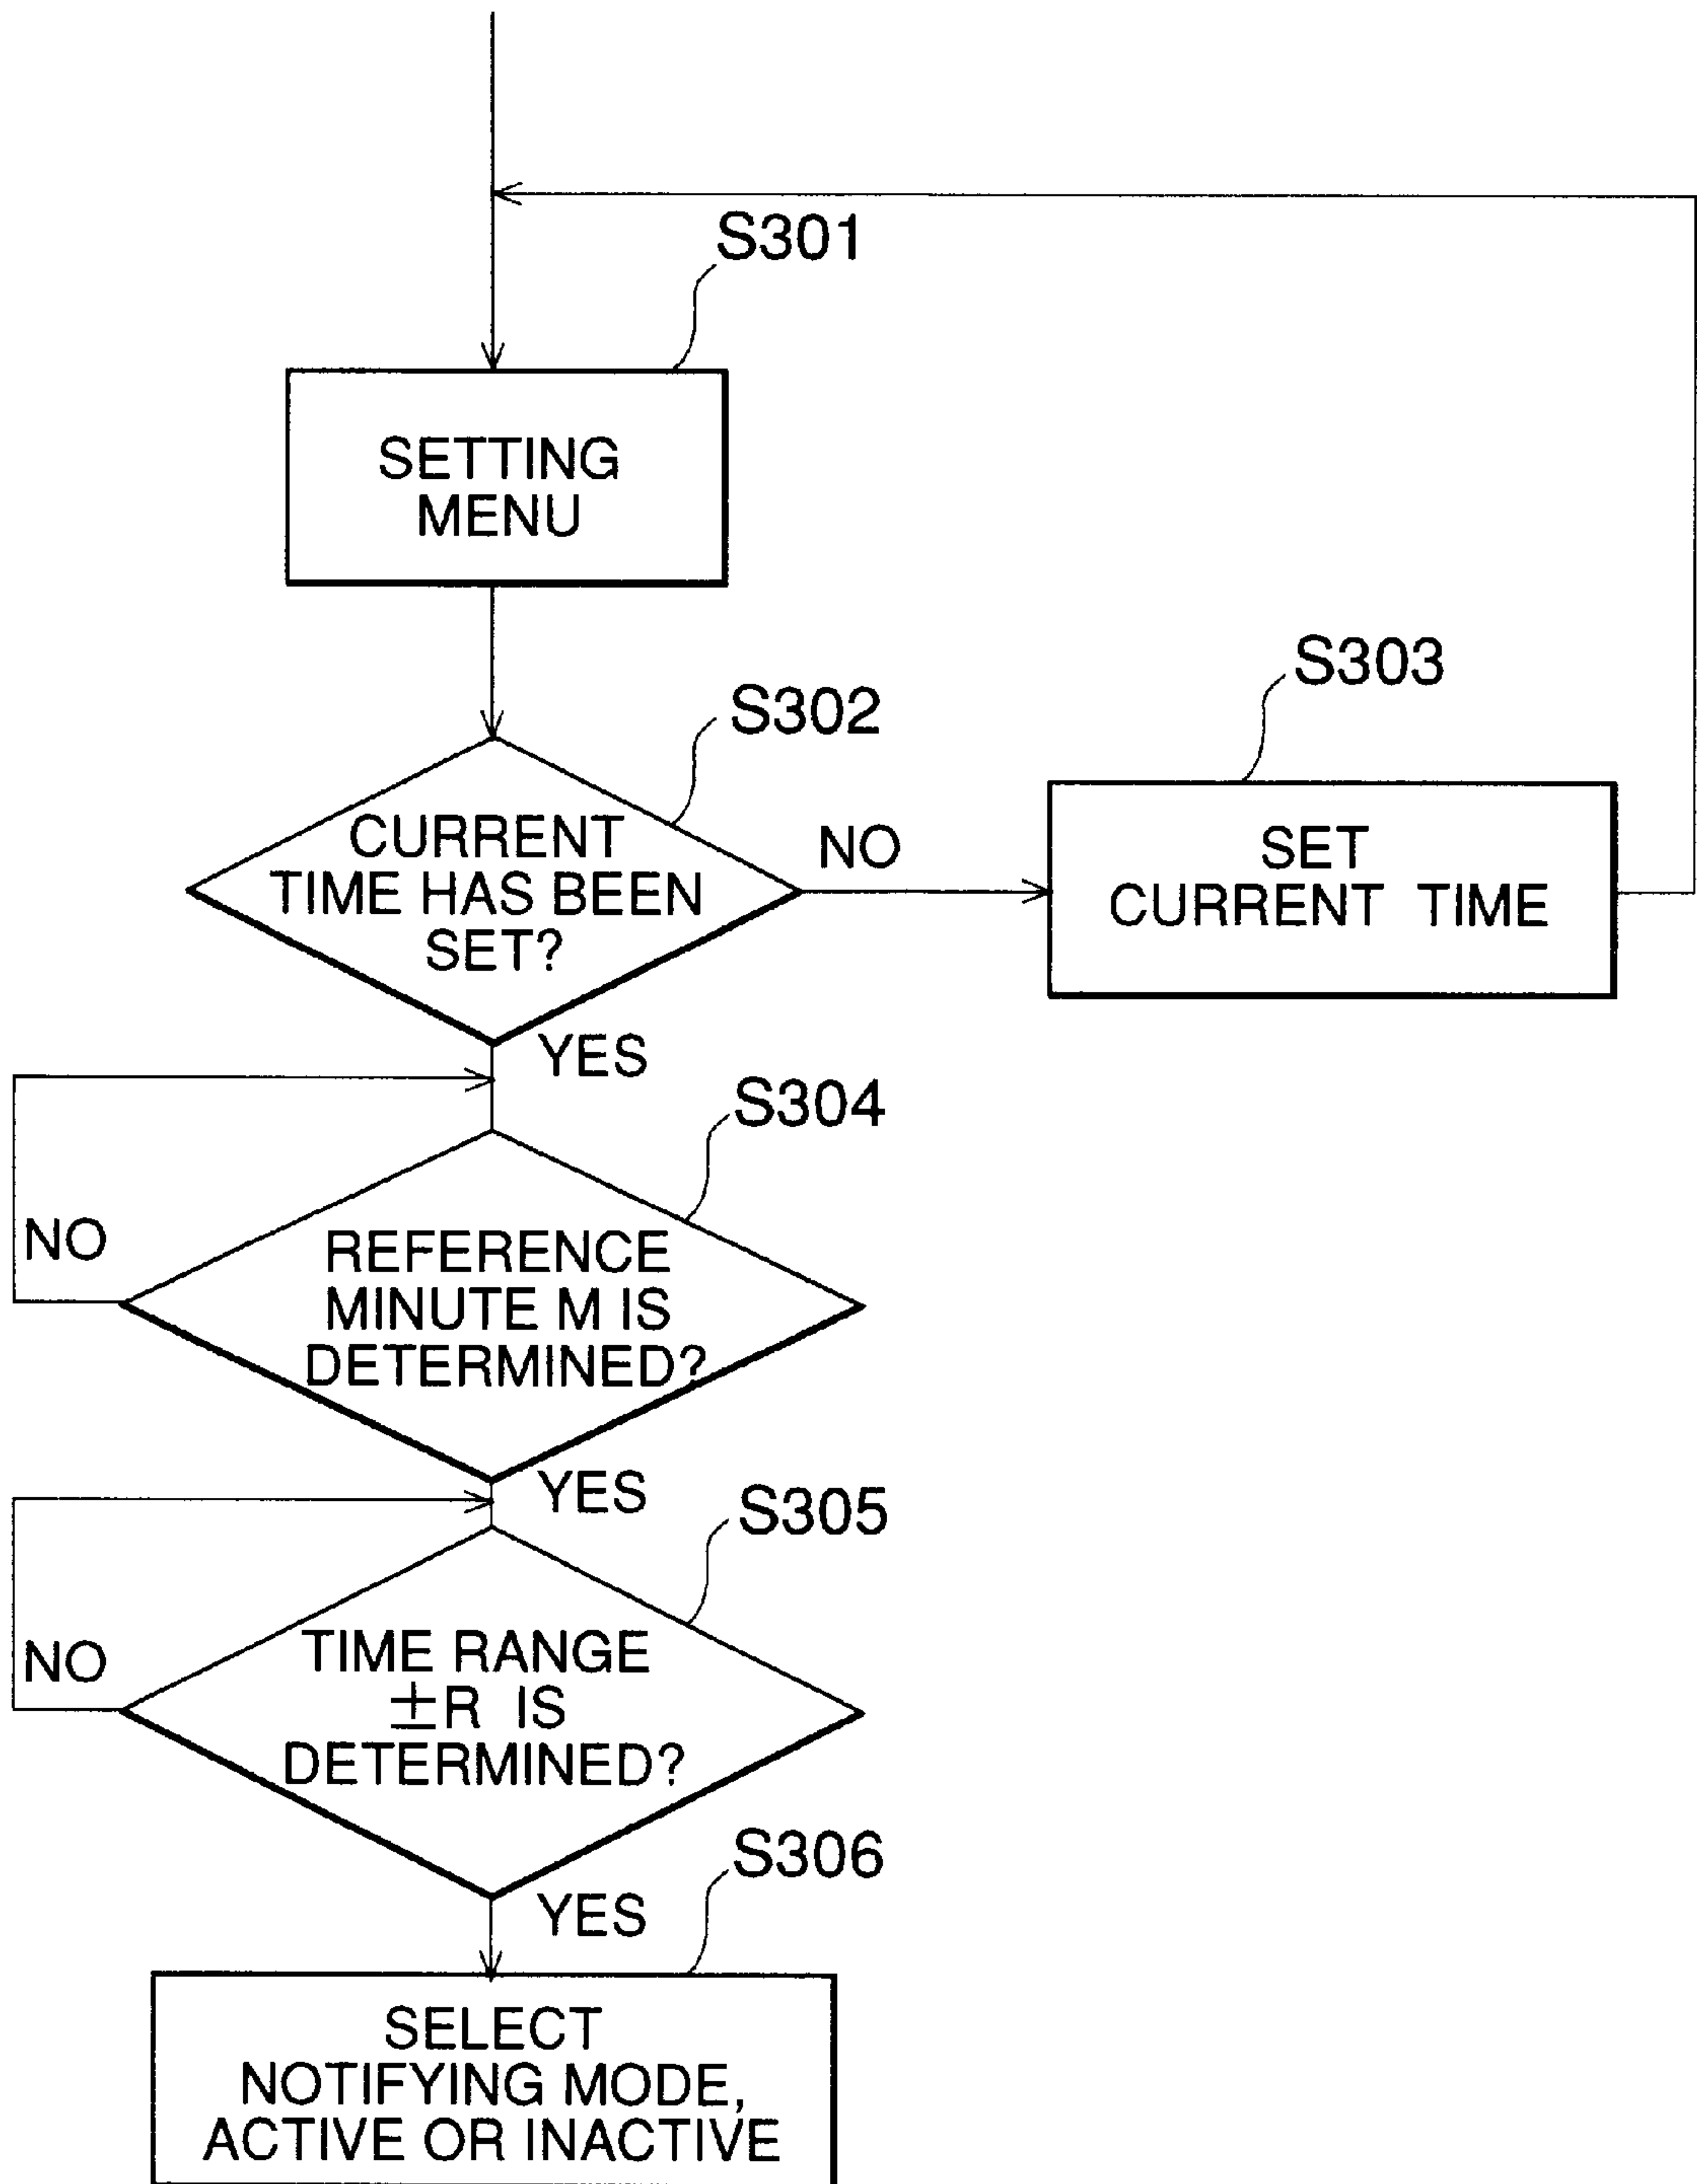 S301
SETTING
MENU
S302
CURRENT
TIME HAS BEEN
SET?
NO
S303
SET
CURRENT TIME
YES
S304
NO
REFERENCE
MINUTE M IS
DETERMINED?
YES
S305
NO
TIME RANGE
±R IS
DETERMINED?
YES
S306
SELECT
NOTIFYING MODE,
ACTIVE OR INACTIVE